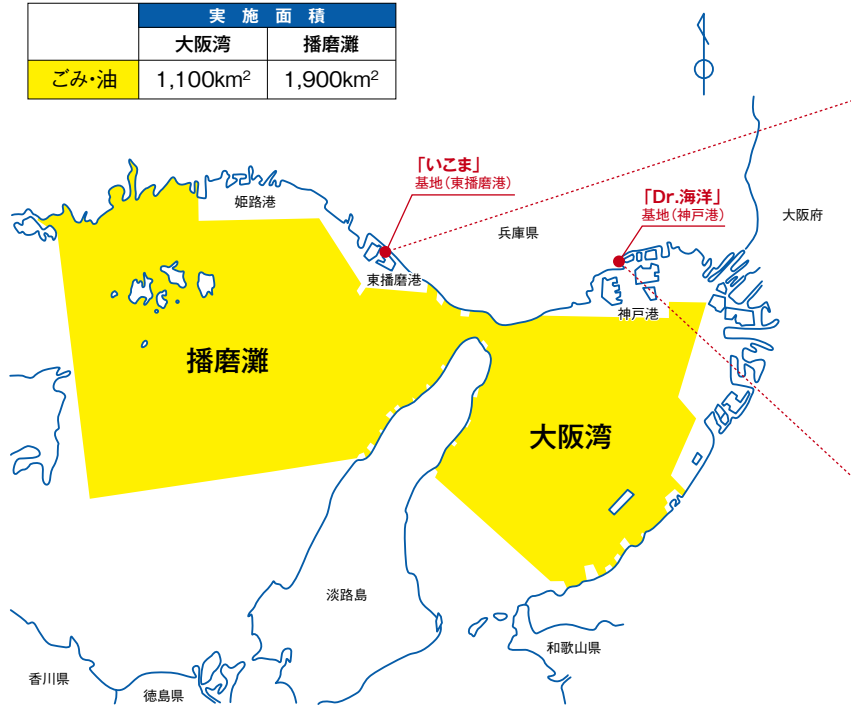 実施面積
大阪湾 播磨灘
ごみ・油 1,100km² 1,900km²
「いこま」
基地(東播磨港)
「Dr.海洋」
基地(神戸港)
姫路港
兵庫県
大阪府
東播磨港
神戸港
播磨灘
大阪湾
淡路島
和歌山県
香川県
徳島県